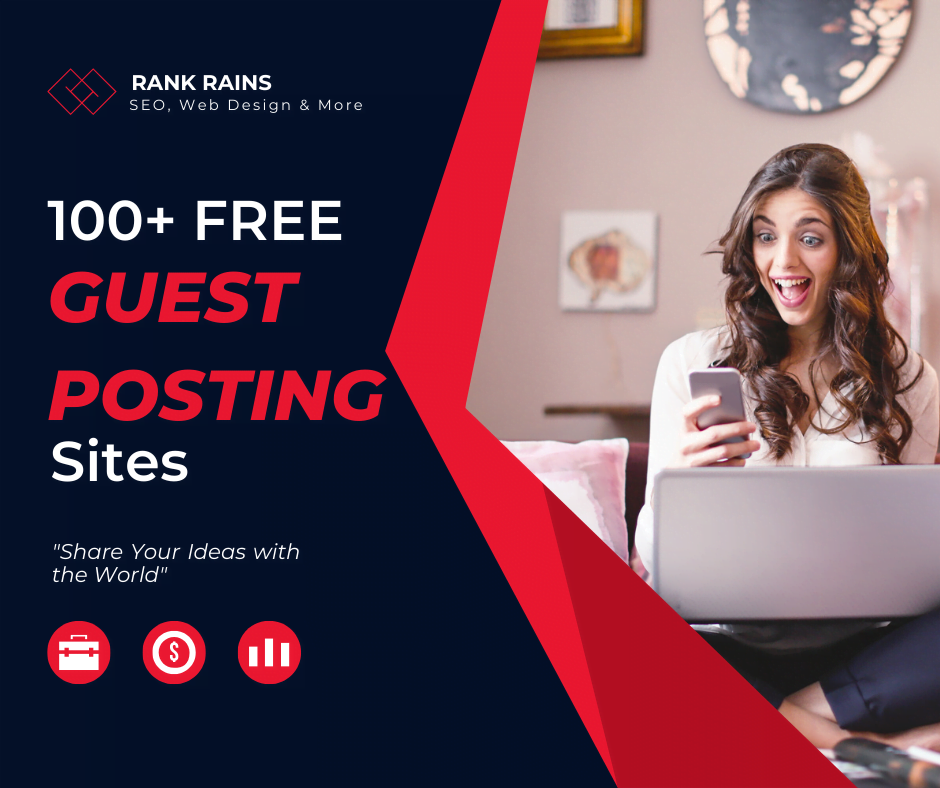 RANK RAINS
SEO, Web Design & More
100+ FREE
GUEST
POSTING
Sites
"Share Your Ideas with
the World"
$